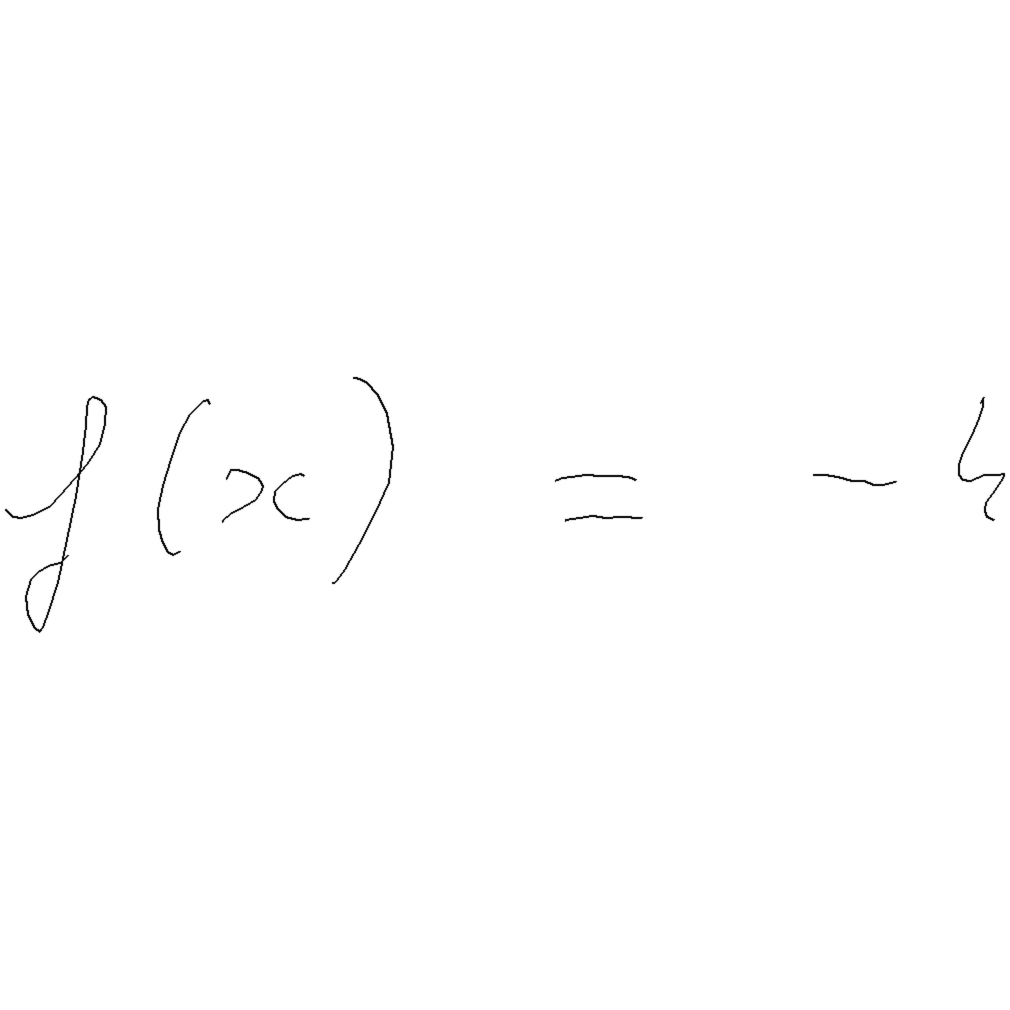 f(x) = -4